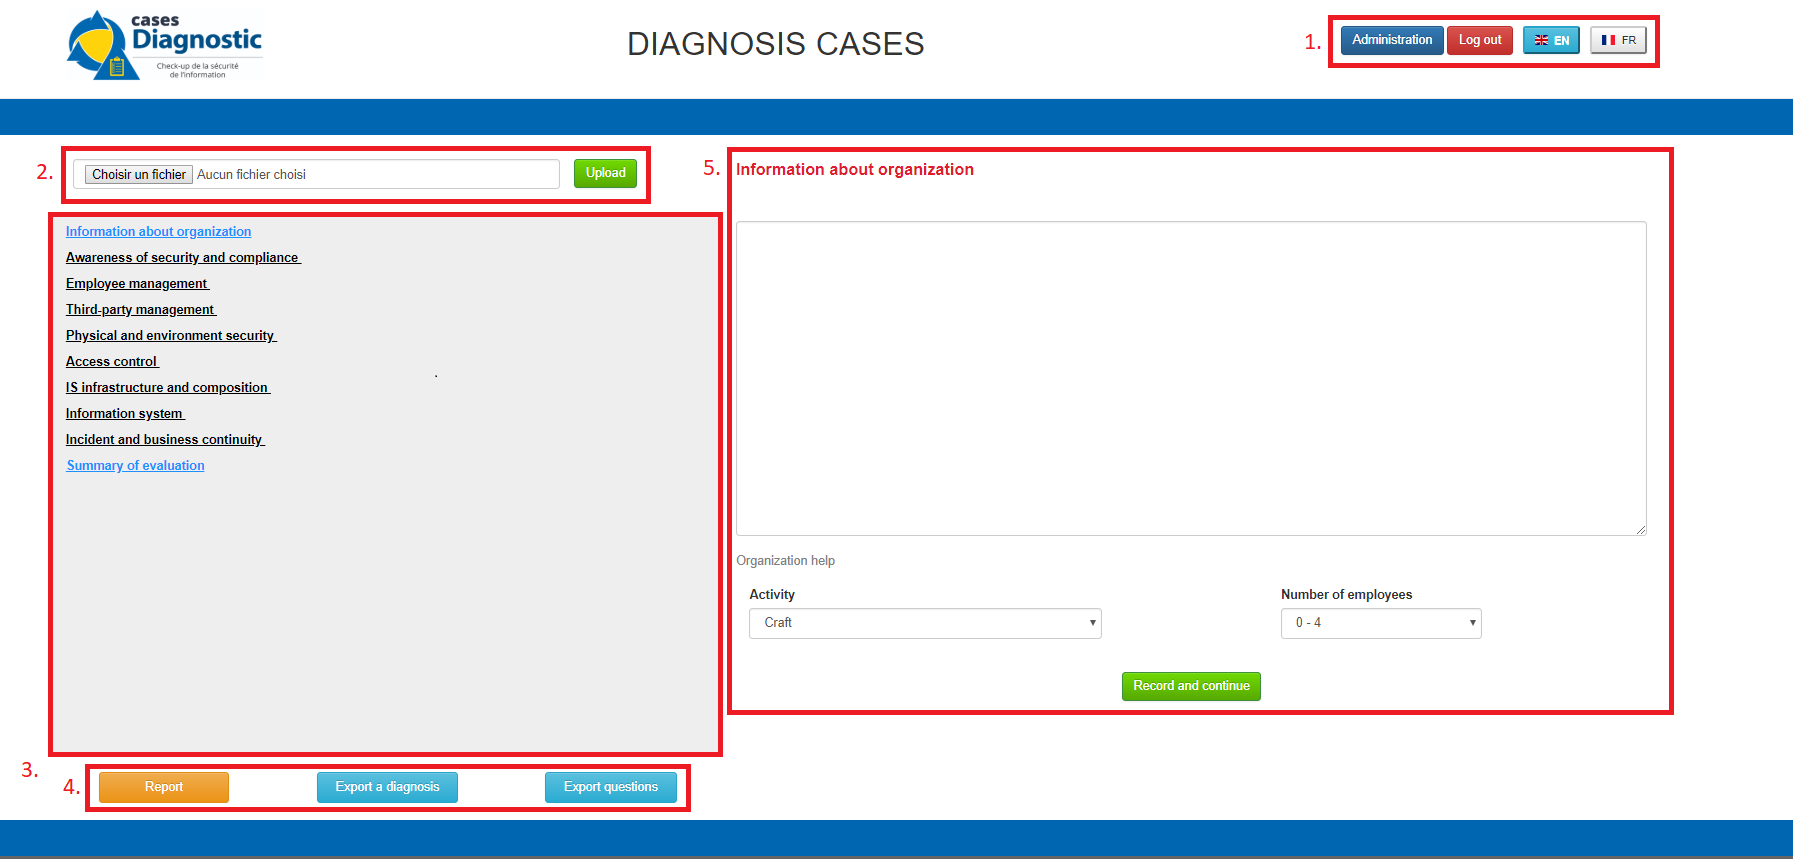 cases
Diagnostic
Check-up de la sécurité
de l'information
DIAGNOSIS CASES
1.
Administration
Log out
EN
FR
2.
Choisir un fichier Aucun fichier choisi
Upload
Information about organization
Awareness of security and compliance
Employee management
Third-party management
Physical and environment security
Access control
IS infrastructure and composition
Information system
Incident and business continuity
Summary of evaluation
3.
4.
Report
Export a diagnosis
Export questions
5.
Information about organization
Organization help
Activity
Craft
Number of employees
0 - 4
Record and continue